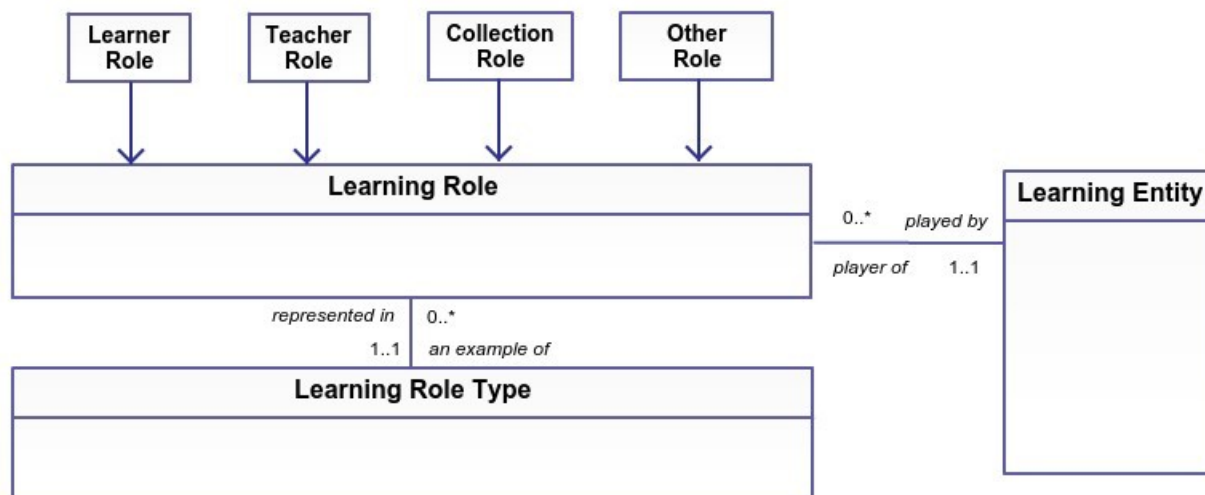 Learner
Role
Teacher
Role
Collection
Role
Other
Role
Learning Role
Learning Entity
0..* played by
player of 1..1
represented in 0..*
1..1 an example of
Learning Role Type